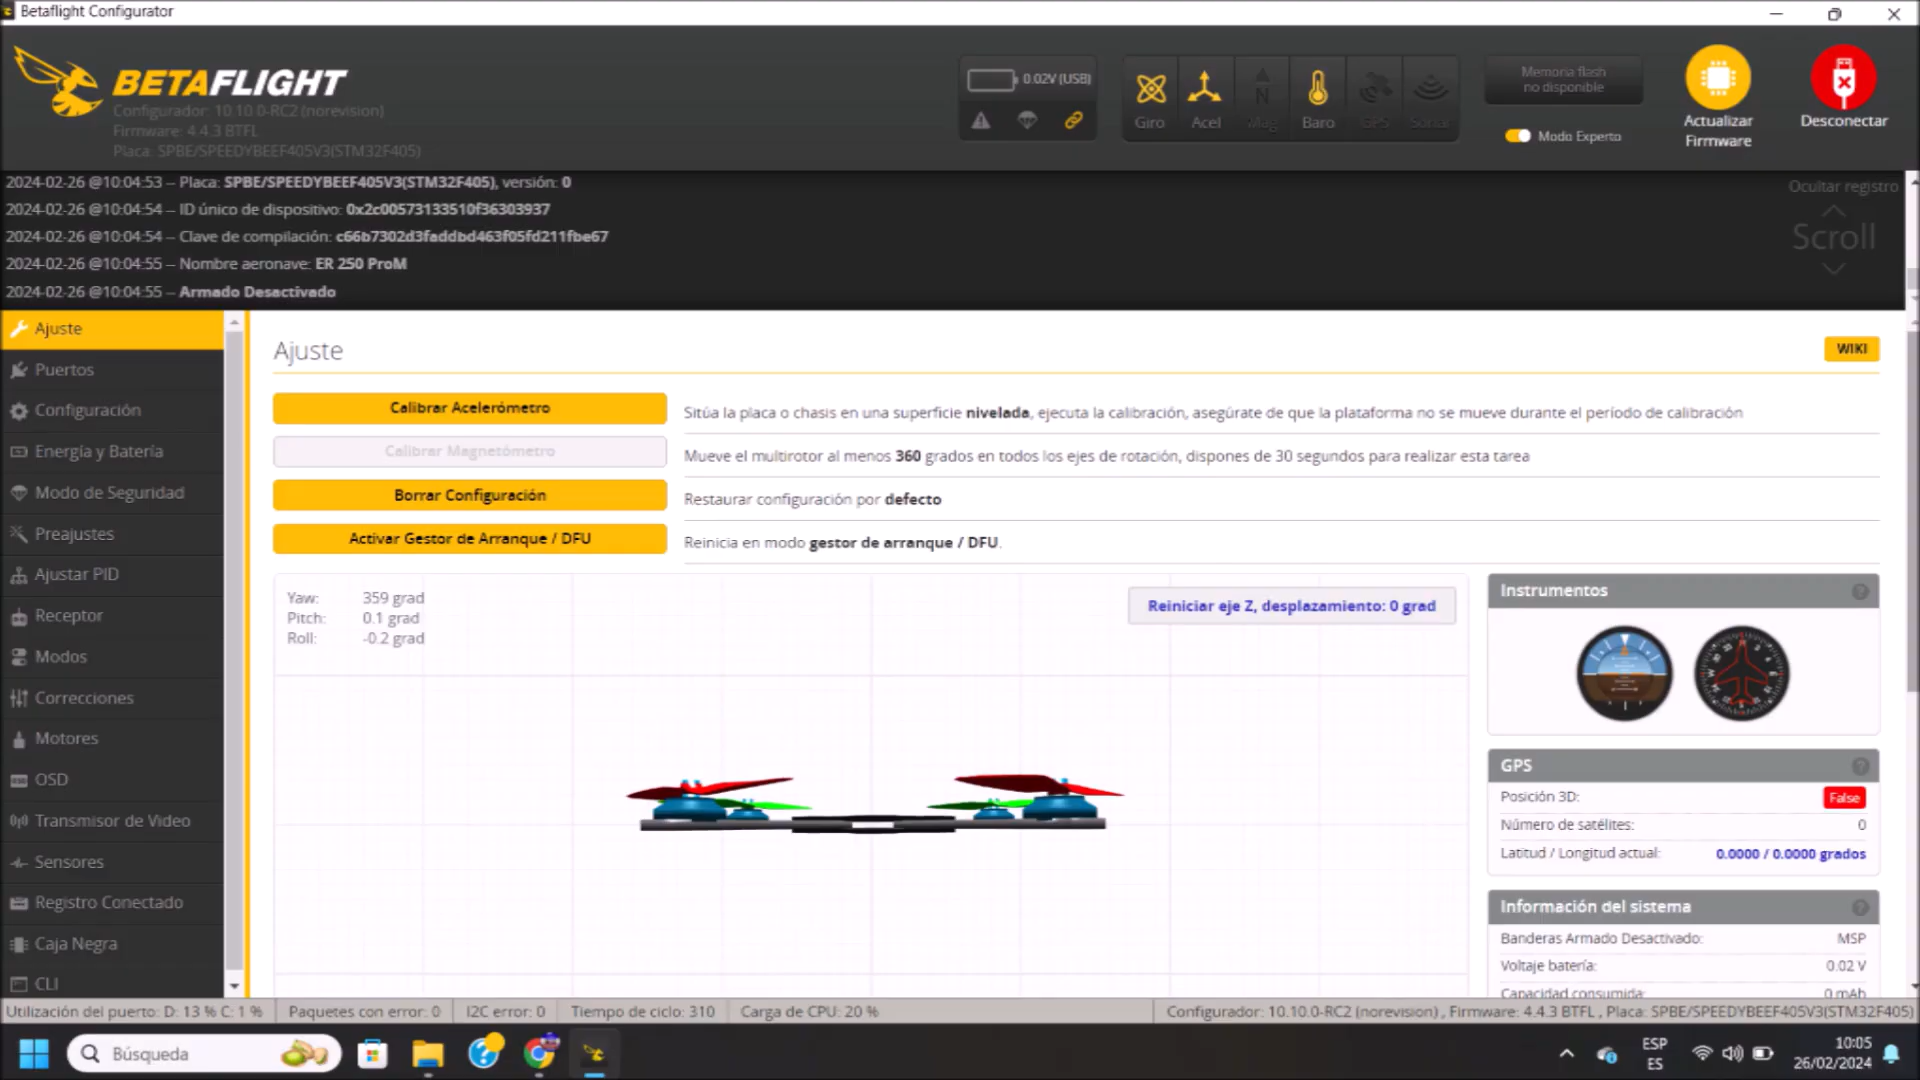 Betaflight Configurator
BETAFLIGHT
Configurador: 10.10.0-RC2 (norevision)
Firmware: 4.4.3 BTFL
Placa: SPBE/SPEEDYBEEF405V3(STM32F405)
0.02V (USB)
Giro
Acel
Mag
Baro
GPS
Sonar
Memoria flash
no disponible
Modo Experto
Actualizar
Firmware
Desconectar
2024-02-26 @10:04:53 -- Placa: SPBE/SPEEDYBEEF405V3(STM32F405), versión: 0
2024-02-26 @10:04:54 -- ID único de dispositivo: 0x2c00573133510f36303937
2024-02-26 @10:04:54 -- Clave de compilación: c66b7302d3faddbd463f05fd211fbe67
2024-02-26 @10:04:55 -- Nombre aeronave: ER 250 ProM
2024-02-26 @10:04:55 -- Armado Desactivado
Ocultar registro
Scroll
Ajuste
Puertos
Configuración
Energía y Batería
Modo de Seguridad
Preajustes
Ajustar PID
Receptor
Modos
Correcciones
Motores
OSD
Transmisor de Video
Sensores
Registro Conectado
Caja Negra
CLI
Ajuste
WIKI
Calibrar Acelerómetro
Sitúa la placa o chasis en una superficie nivelada, ejecuta la calibración, asegúrate de que la plataforma no se mueve durante el período de calibración
Calibrar Magnetómetro
Mueve el multirotor al menos 360 grados en todos los ejes de rotación, dispones de 30 segundos para realizar esta tarea
Borrar Configuración
Restaurar configuración por defecto
Activar Gestor de Arranque / DFU
Reinicia en modo gestor de arranque / DFU.
Yaw: 359 grad
Pitch: 0.1 grad
Roll: -0.2 grad
Reiniciar eje Z, desplazamiento: 0 grad
Instrumentos
GPS
Posición 3D: False
Número de satélites: 0
Latitud / Longitud actual: 0.0000 / 0.0000 grados
Información del sistema
Banderas Armado Desactivado: MSP
Voltaje batería: 0.02 V
Capacidad consumida: 0 mAh
Utilización del puerto: D: 13 % C: 1 %
Paquetes con error: 0
I2C error: 0
Tiempo de ciclo: 310
Carga de CPU: 20 %
Configurador: 10.10.0-RC2 (norevision) , Firmware: 4.4.3 BTFL , Placa: SPBE/SPEEDYBEEF405V3(STM32F405)
Búsqueda
ESP
ES
10:05
26/02/2024